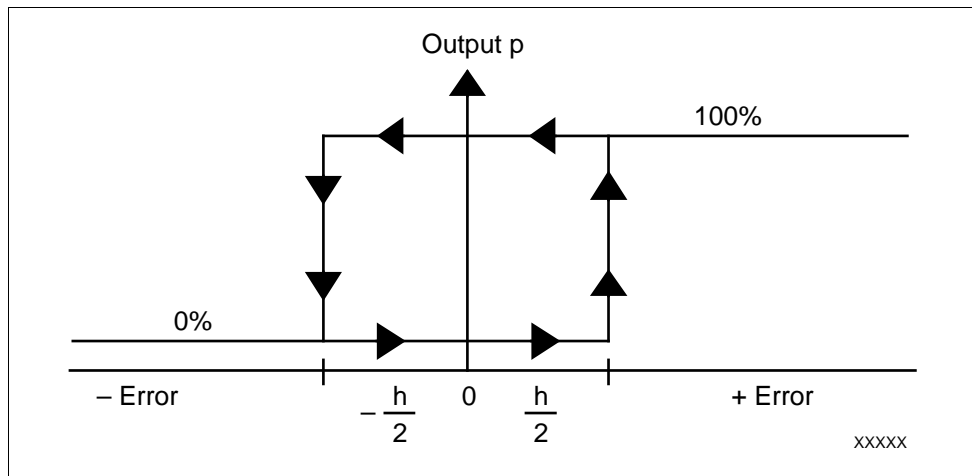 Output p
100%
0%
– Error
– h/2
0
h/2
+ Error
XXXXX